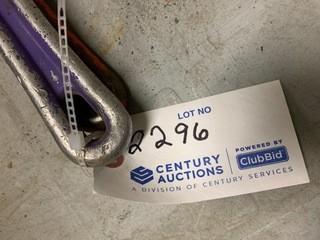 LOT NO
2296
CENTURY
AUCTIONS
POWERED BY
ClubBid
A DIVISION OF CENTURY SERVICES